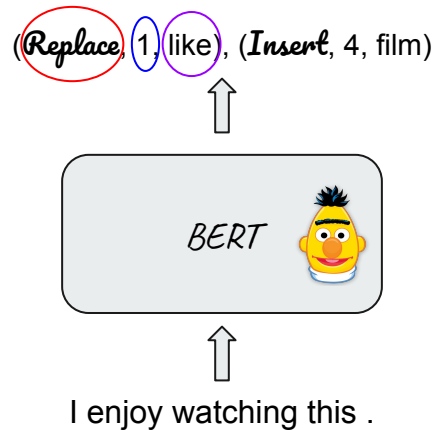 (Replace, 1, like), (Insert, 4, film)
BERT
I enjoy watching this .